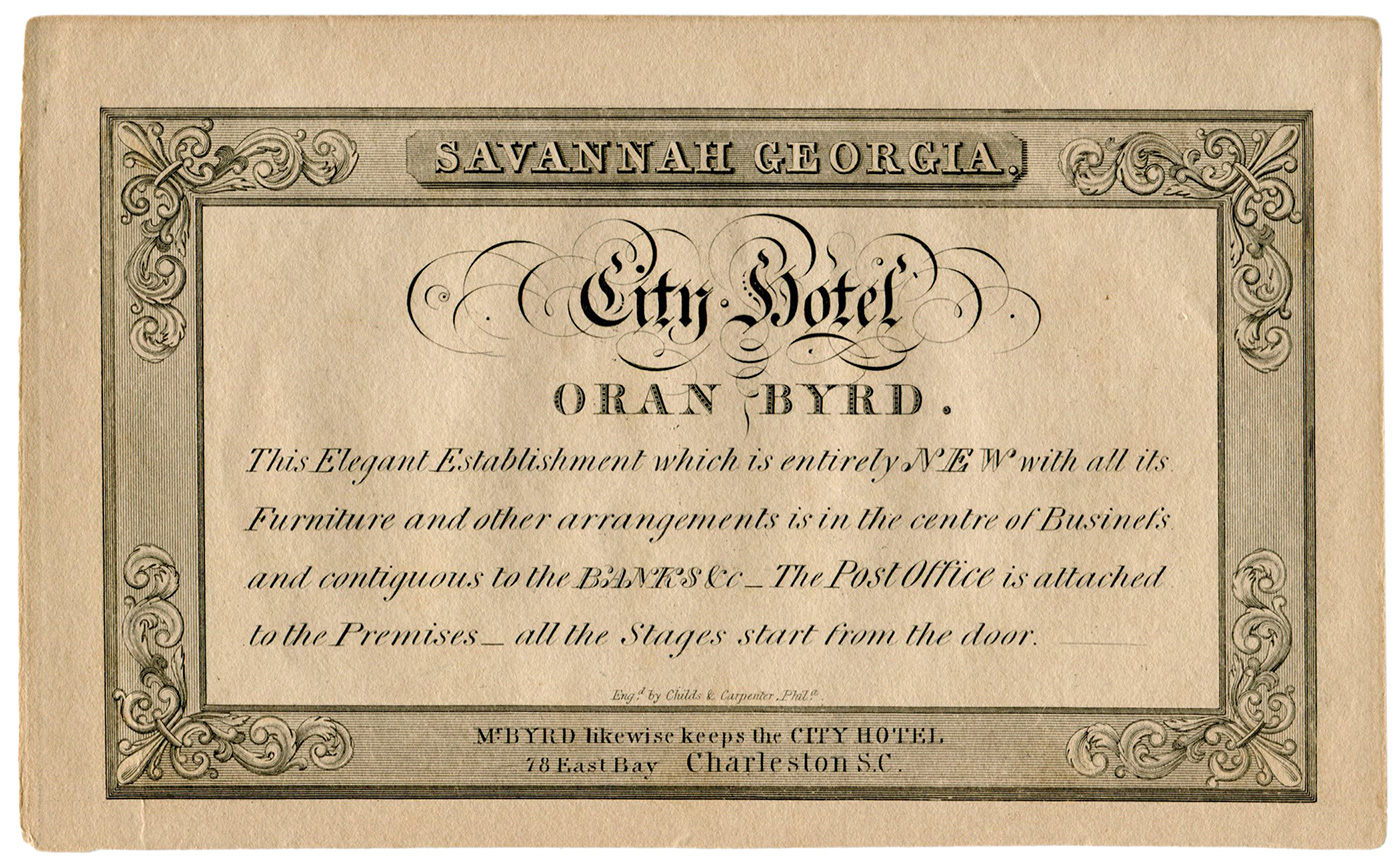 SAVANNAH GEORGIA.
City Hotel
ORAN BYRD.
This Elegant Establishment which is entirely NEW with all its
Furniture and other arrangements is in the centre of Busineſs
and contiguous to the BANKS &c _ The Post Office is attached
to the Premises _ all the Stages start from the door.
Eng.d by Childs & Carpenter. Phil.a
Mr BYRD likewise keeps the CITY HOTEL
78 East Bay Charleston S.C.